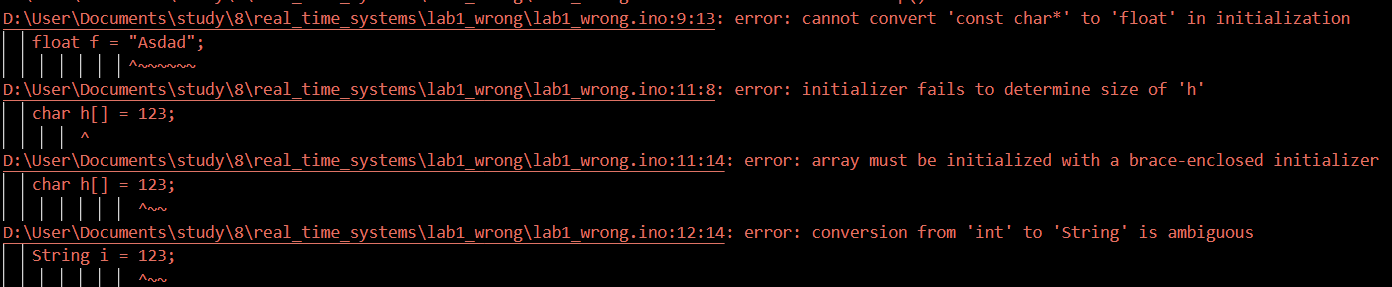 D:\User\Documents\study\8\real_time_systems\lab1_wrong\lab1_wrong.ino:9:13: error: cannot convert 'const char*' to 'float' in initialization
float f = "Asdad";
^~~~~~~
D:\User\Documents\study\8\real_time_systems\lab1_wrong\lab1_wrong.ino:11:8: error: initializer fails to determine size of 'h'
char h[] = 123;
^
D:\User\Documents\study\8\real_time_systems\lab1_wrong\lab1_wrong.ino:11:14: error: array must be initialized with a brace-enclosed initializer
char h[] = 123;
^~~
D:\User\Documents\study\8\real_time_systems\lab1_wrong\lab1_wrong.ino:12:14: error: conversion from 'int' to 'String' is ambiguous
String i = 123;
^~~